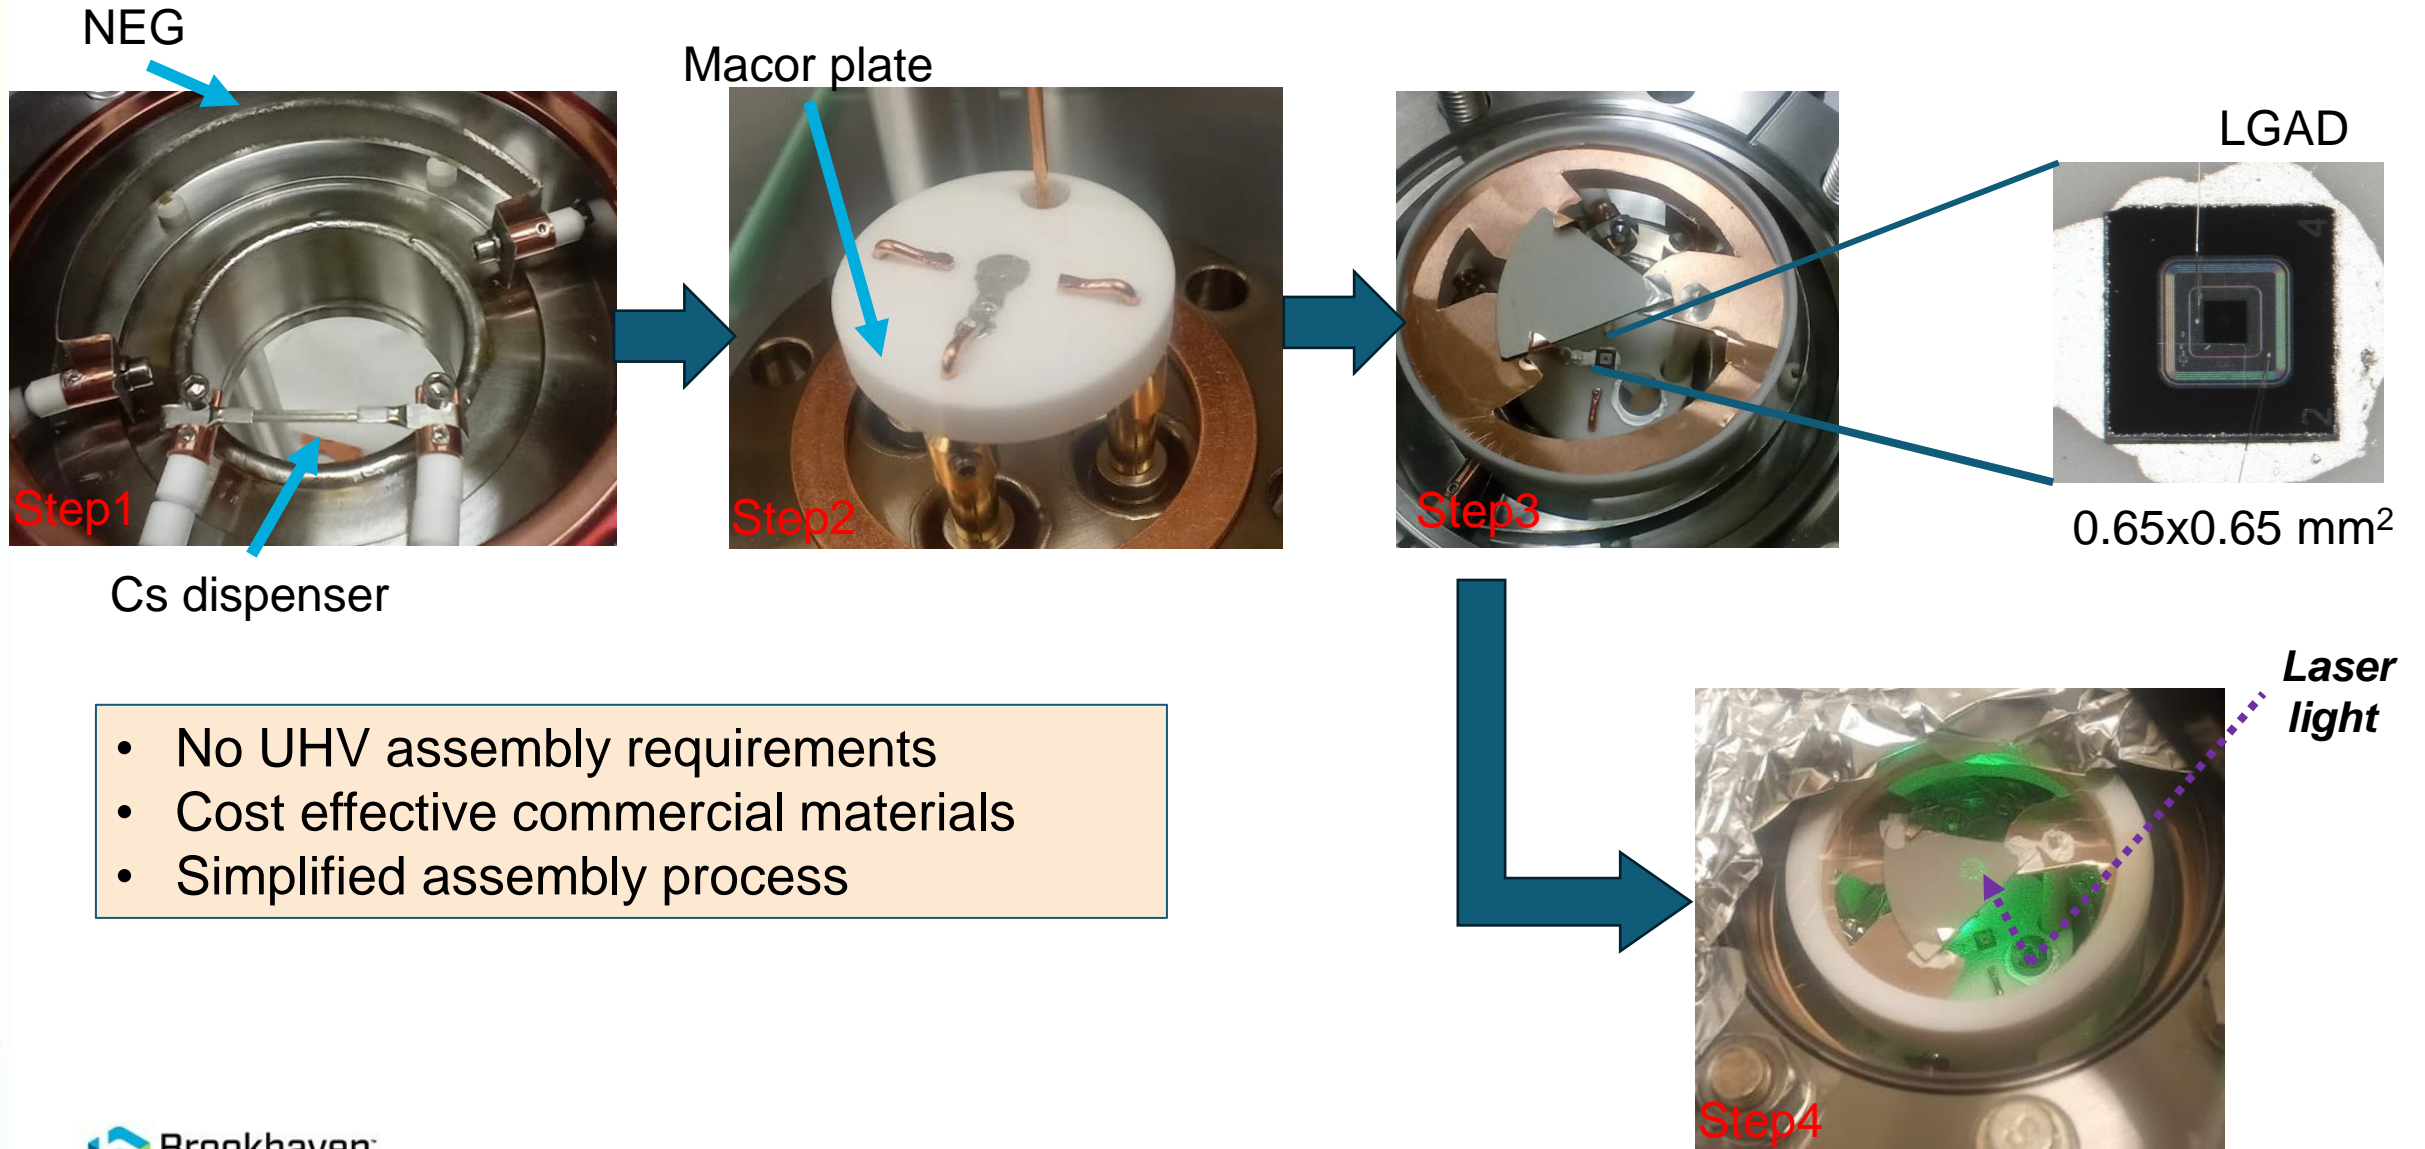 NEG
Macor plate
LGAD
Step1
Step2
Step3
0.65x0.65 mm²
Cs dispenser
Laser
light
• No UHV assembly requirements
• Cost effective commercial materials
• Simplified assembly process
Step4
Brookhaven